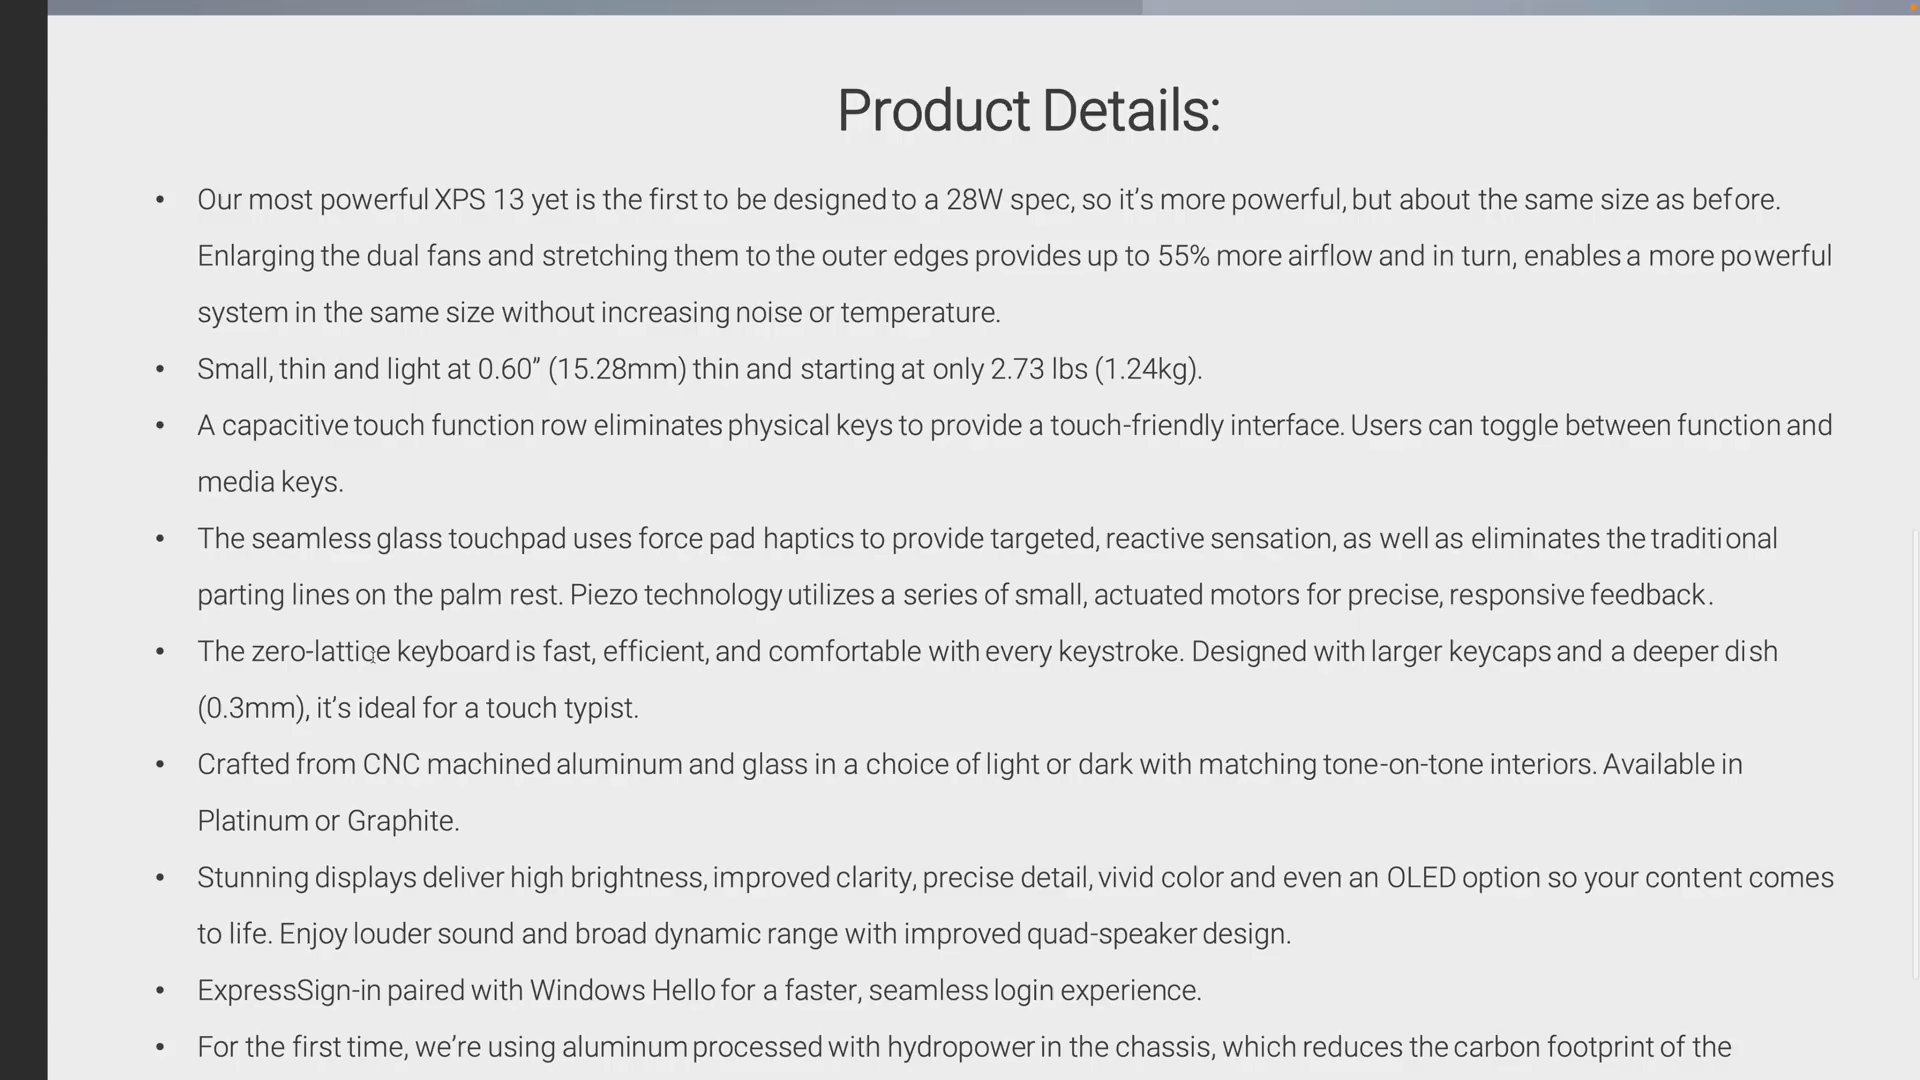 Product Details:
• Our most powerful XPS 13 yet is the first to be designed to a 28W spec, so it’s more powerful, but about the same size as before.
Enlarging the dual fans and stretching them to the outer edges provides up to 55% more airflow and in turn, enables a more powerful
system in the same size without increasing noise or temperature.
• Small, thin and light at 0.60” (15.28mm) thin and starting at only 2.73 lbs (1.24kg).
• A capacitive touch function row eliminates physical keys to provide a touch-friendly interface. Users can toggle between function and
media keys.
• The seamless glass touchpad uses force pad haptics to provide targeted, reactive sensation, as well as eliminates the traditional
parting lines on the palm rest. Piezo technology utilizes a series of small, actuated motors for precise, responsive feedback.
• The zero-lattice keyboard is fast, efficient, and comfortable with every keystroke. Designed with larger keycaps and a deeper dish
(0.3mm), it’s ideal for a touch typist.
• Crafted from CNC machined aluminum and glass in a choice of light or dark with matching tone-on-tone interiors. Available in
Platinum or Graphite.
• Stunning displays deliver high brightness, improved clarity, precise detail, vivid color and even an OLED option so your content comes
to life. Enjoy louder sound and broad dynamic range with improved quad-speaker design.
• ExpressSign-in paired with Windows Hello for a faster, seamless login experience.
• For the first time, we’re using aluminum processed with hydropower in the chassis, which reduces the carbon footprint of the